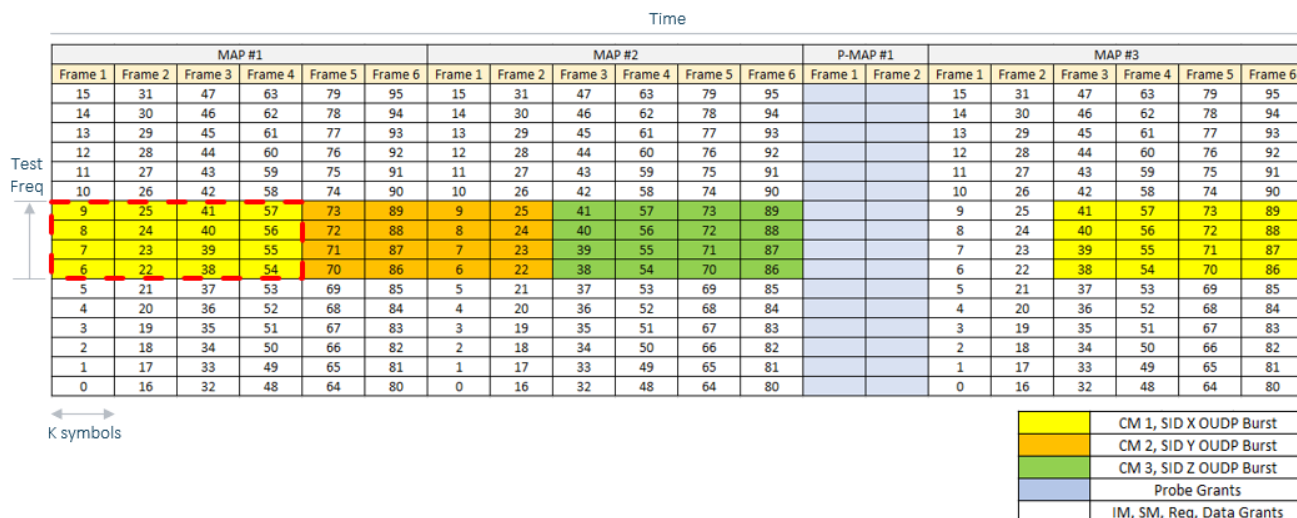 Time
MAP #1 MAP #2 P-MAP #1 MAP #3
Frame 1 Frame 2 Frame 3 Frame 4 Frame 5 Frame 6 Frame 1 Frame 2 Frame 3 Frame 4 Frame 5 Frame 6 Frame 1 Frame 2 Frame 1 Frame 2 Frame 3 Frame 4 Frame 5 Frame 6
15 31 47 63 79 95 15 31 47 63 79 95 15 31 47 63 79 95
14 30 46 62 78 94 14 30 46 62 78 94 14 30 46 62 78 94
13 29 45 61 77 93 13 29 45 61 77 93 13 29 45 61 77 93
Test 12 28 44 60 76 92 12 28 44 60 76 92 12 28 44 60 76 92
11 27 43 59 75 91 11 27 43 59 75 91 11 27 43 59 75 91
Freq 10 26 42 58 74 90 10 26 42 58 74 90 10 26 42 58 74 90
9 25 41 57 73 89 9 25 41 57 73 89 9 25 41 57 73 89
8 24 40 56 72 88 8 24 40 56 72 88 8 24 40 56 72 88
7 23 39 55 71 87 7 23 39 55 71 87 7 23 39 55 71 87
6 22 38 54 70 86 6 22 38 54 70 86 6 22 38 54 70 86
5 21 37 53 69 85 5 21 37 53 69 85 5 21 37 53 69 85
4 20 36 52 68 84 4 20 36 52 68 84 4 20 36 52 68 84
3 19 35 51 67 83 3 19 35 51 67 83 3 19 35 51 67 83
2 18 34 50 66 82 2 18 34 50 66 82 2 18 34 50 66 82
1 17 33 49 65 81 1 17 33 49 65 81 1 17 33 49 65 81
0 16 32 48 64 80 0 16 32 48 64 80 0 16 32 48 64 80
K symbols
CM 1, SID X OUDP Burst
CM 2, SID Y OUDP Burst
CM 3, SID Z OUDP Burst
Probe Grants
IM, SM, Req, Data Grants